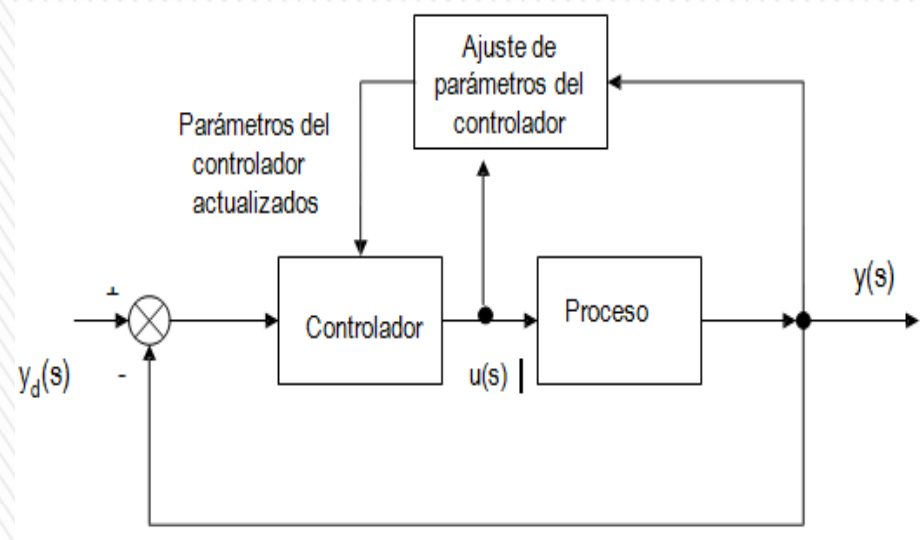 Ajuste de
parámetros del
controlador
Parámetros del
controlador
actualizados
+
Controlador
Proceso
y(s)
y_d(s)
-
u(s)